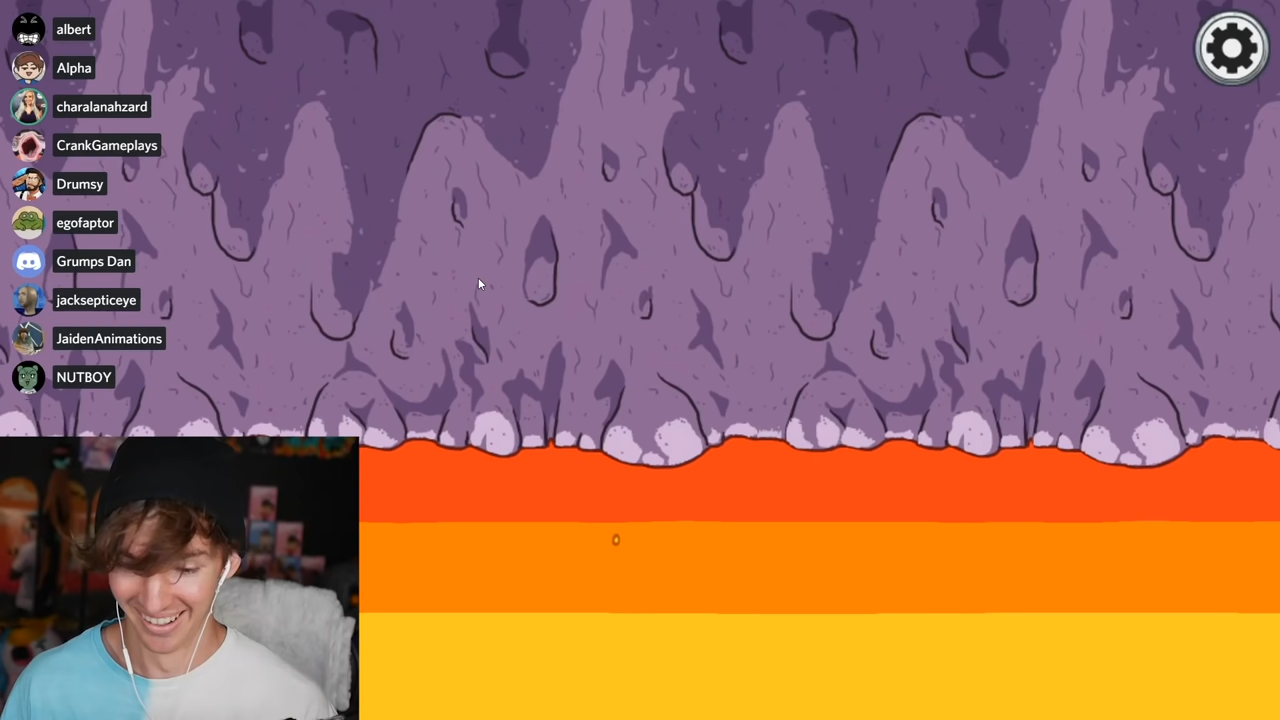 albert
Alpha
charalanahzard
CrankGameplays
Drumsy
egofaptor
Grumps Dan
jacksepticeye
JaidenAnimations
NUTBOY